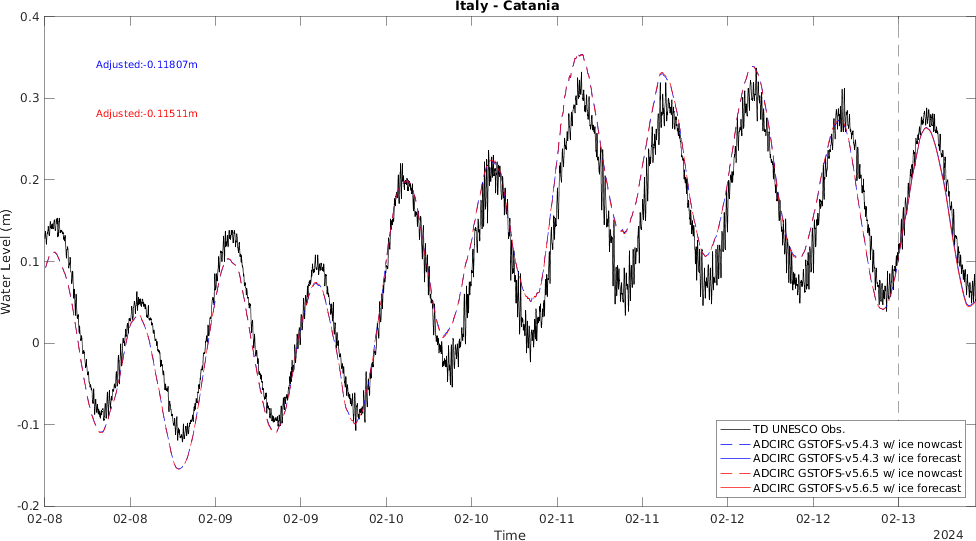 Italy - Catania
0.4
0.3
0.2
0.1
0
-0.1
-0.2
Water Level (m)
Adjusted:-0.11807m
Adjusted:-0.11511m
TD UNESCO Obs.
ADCIRC GSTOFS-v5.4.3 w/ ice nowcast
ADCIRC GSTOFS-v5.4.3 w/ ice forecast
ADCIRC GSTOFS-v5.6.5 w/ ice nowcast
ADCIRC GSTOFS-v5.6.5 w/ ice forecast
02-08 02-08 02-09 02-09 02-10 02-10 02-11 02-11 02-12 02-12 02-13
Time
2024